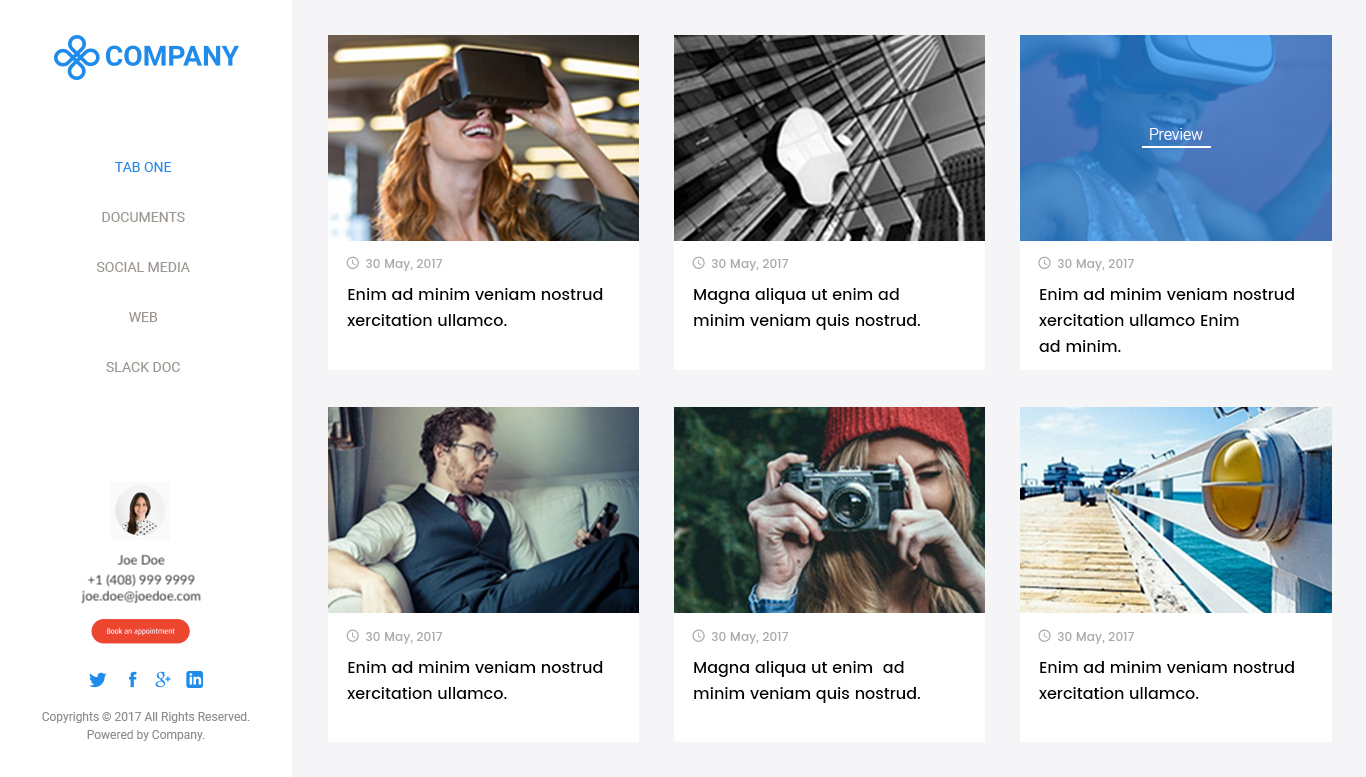 COMPANY
TAB ONE
DOCUMENTS
SOCIAL MEDIA
WEB
SLACK DOC
Joe Doe
+1 (408) 999 9999
joe.doe@joedoe.com
Book an appointment
Copyrights © 2017 All Rights Reserved.
Powered by Company.
30 May, 2017
Enim ad minim veniam nostrud
xercitation ullamco.
30 May, 2017
Magna aliqua ut enim ad
minim veniam quis nostrud.
Preview
30 May, 2017
Enim ad minim veniam nostrud
xercitation ullamco Enim
ad minim.
30 May, 2017
Enim ad minim veniam nostrud
xercitation ullamco.
30 May, 2017
Magna aliqua ut enim  ad
minim veniam quis nostrud.
30 May, 2017
Enim ad minim veniam nostrud
xercitation ullamco.